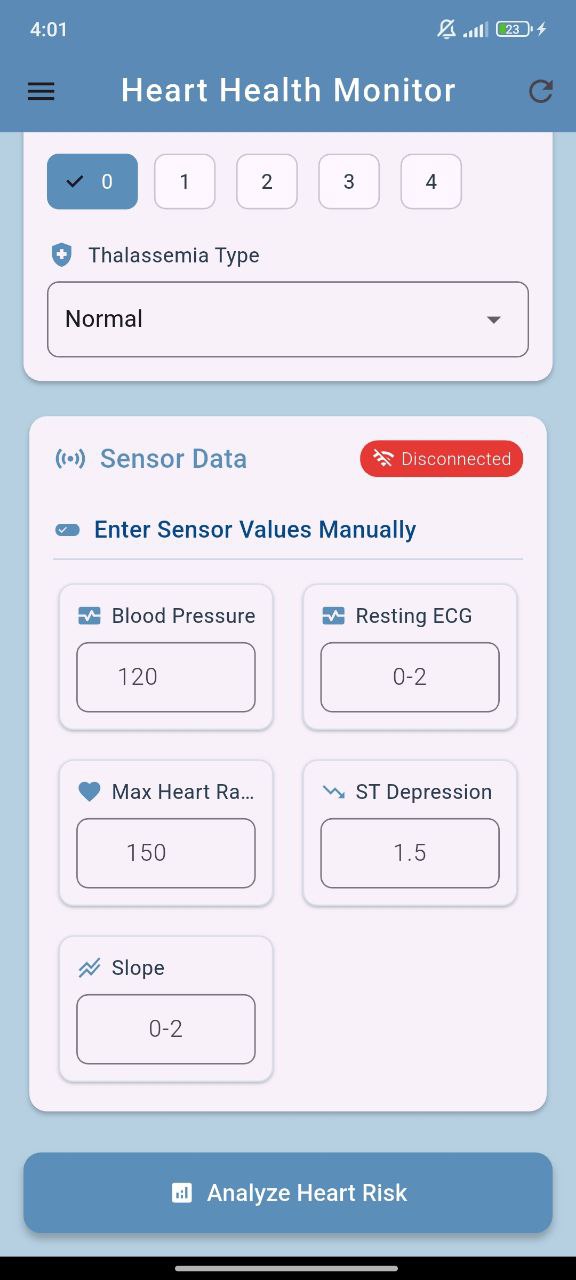 4:01
23
Heart Health Monitor
0 1 2 3 4
Thalassemia Type
Normal
Sensor Data Disconnected
Enter Sensor Values Manually
Blood Pressure Resting ECG
120 0-2
Max Heart Ra... ST Depression
150 1.5
Slope
0-2
Analyze Heart Risk